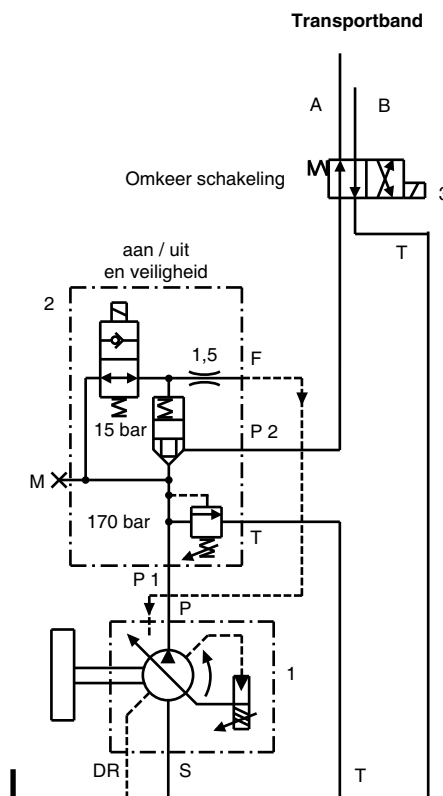 Transportband
A
B
Omkeer schakeling
3
T
aan / uit
en veiligheid
2
1,5
F
15 bar
P 2
M
170 bar
T
P 1
P
1
DR
S
T